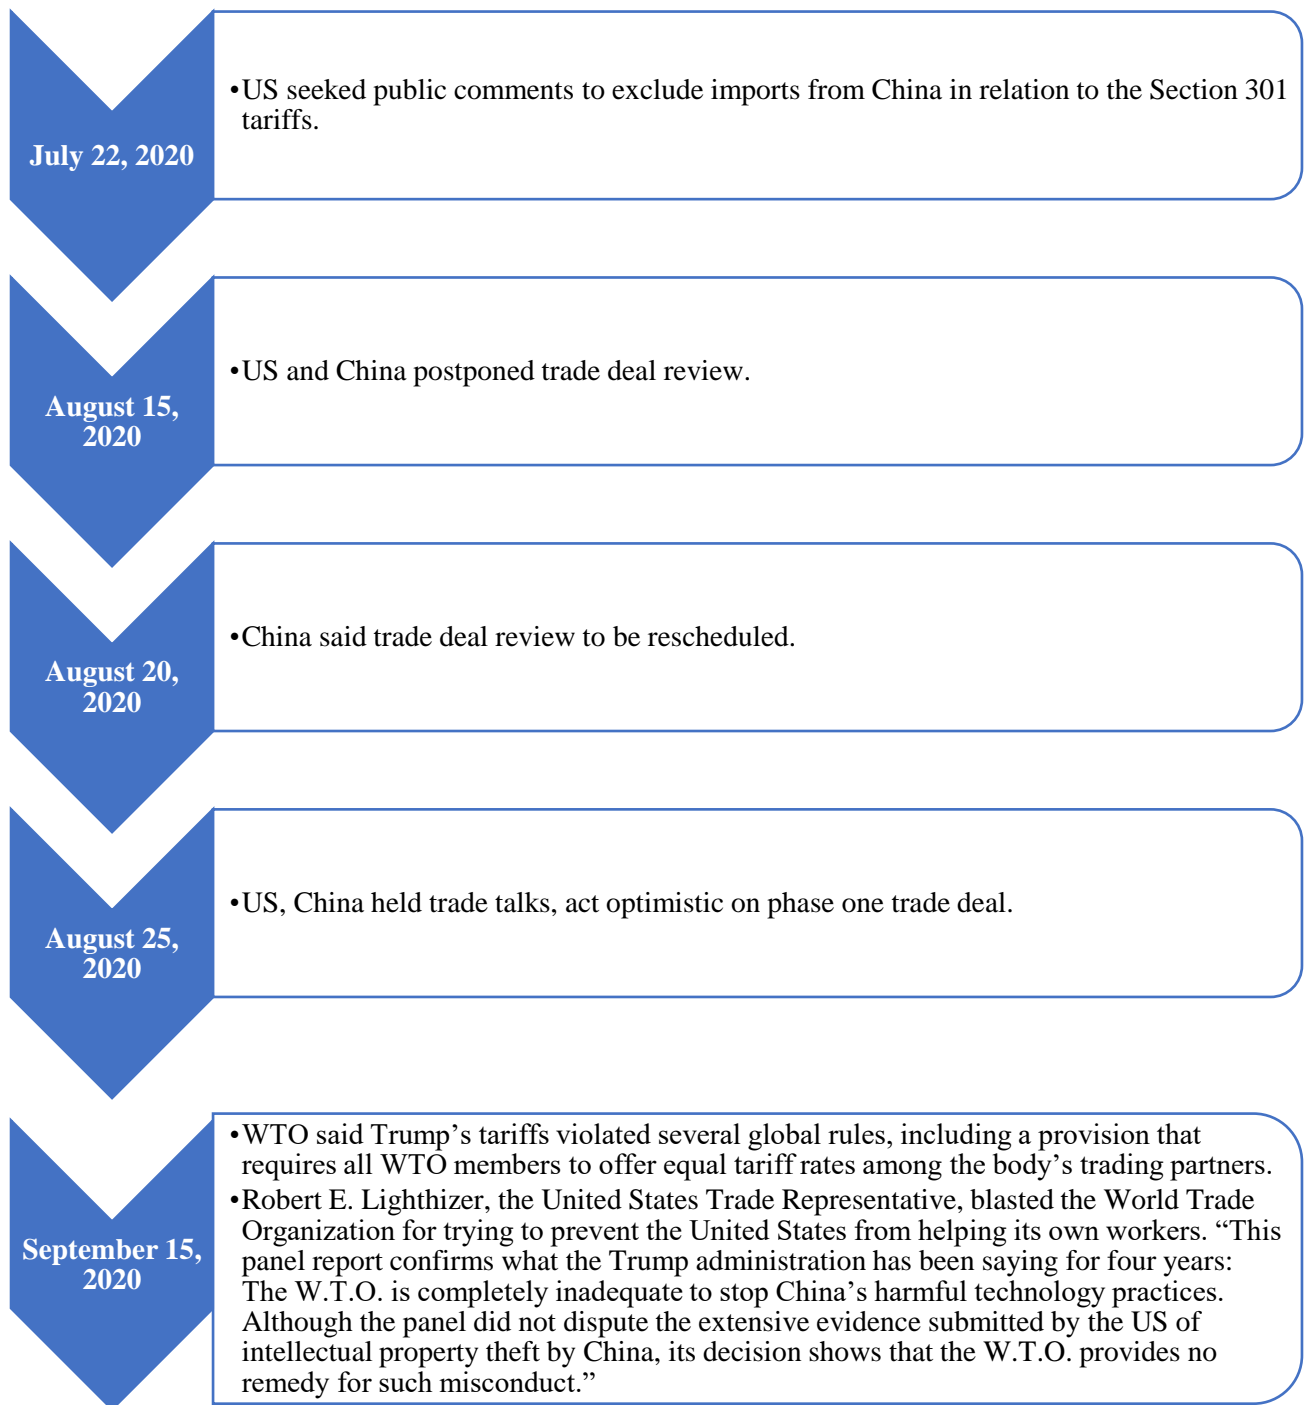 July 22, 2020
•US seeked public comments to exclude imports from China in relation to the Section 301
tariffs.
August 15,
2020
•US and China postponed trade deal review.
August 20,
2020
•China said trade deal review to be rescheduled.
August 25,
2020
•US, China held trade talks, act optimistic on phase one trade deal.
September 15,
2020
•WTO said Trump’s tariffs violated several global rules, including a provision that
requires all WTO members to offer equal tariff rates among the body’s trading partners.
•Robert E. Lighthizer, the United States Trade Representative, blasted the World Trade
Organization for trying to prevent the United States from helping its own workers. “This
panel report confirms what the Trump administration has been saying for four years:
The W.T.O. is completely inadequate to stop China’s harmful technology practices.
Although the panel did not dispute the extensive evidence submitted by the US of
intellectual property theft by China, its decision shows that the W.T.O. provides no
remedy for such misconduct.”